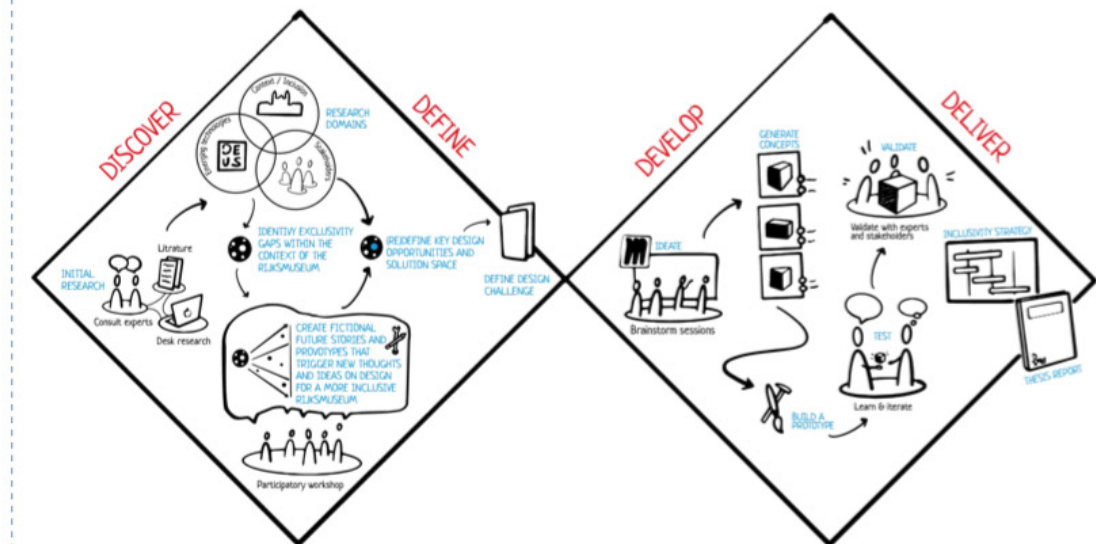 DISCOVER
DEFINE
Context / Inclusion
Emerging technologies
DE
US
Stakeholders
RESEARCH
DOMAINS
INITIAL
RESEARCH
Litrature
Consult experts
Desk research
IDENTIVY EXCLUSIVITY
GAPS WITHIN THE
CONTEXT OF THE
RIJKSMUSEUM
(RE)DEFINE KEY DESIGN
OPPORTUNITIES AND
SOLUTION SPACE
DEFINE DESIGN
CHALLENGE
CREATE FICTIONAL
FUTURE STORIES AND
PROVOTYPES THAT
TRIGGER NEW THOUGHTS
AND IDEAS ON DESIGN
FOR A MORE INCLUSIVE
RIJKSMUSEUM
Participatory workshop
DEVELOP
DELIVER
GENERATE
CONCEPTS
IDEATE
Brainstorm sessions
BUILD A
PROTOTYPE
TEST
Learn & iterate
VALIDATE
Validate with experts
and stakeholders
INCLUSIVITY STRATEGY
THESIS REPORT